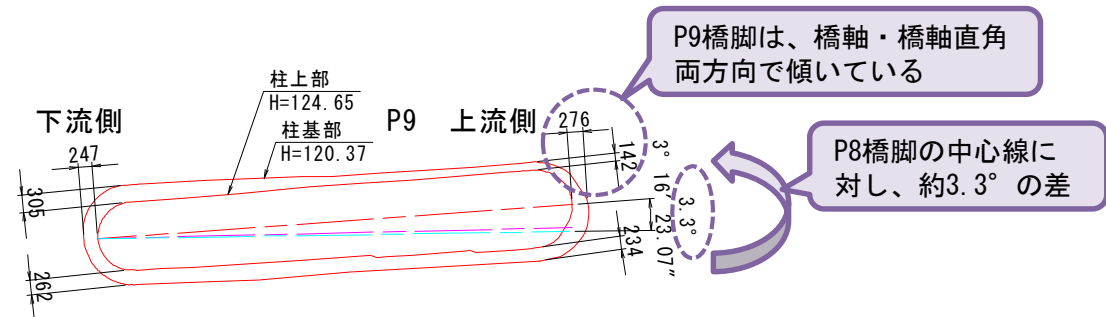 P9橋脚は、橋軸・橋軸直角
両方向で傾いている
柱上部
H=124.65
下流側
柱基部
H=120.37
P9
上流側
276
247
142
3° 16′ 23.07″
3.3°
P8橋脚の中心線に
対し、約3.3°の差
305
234
262